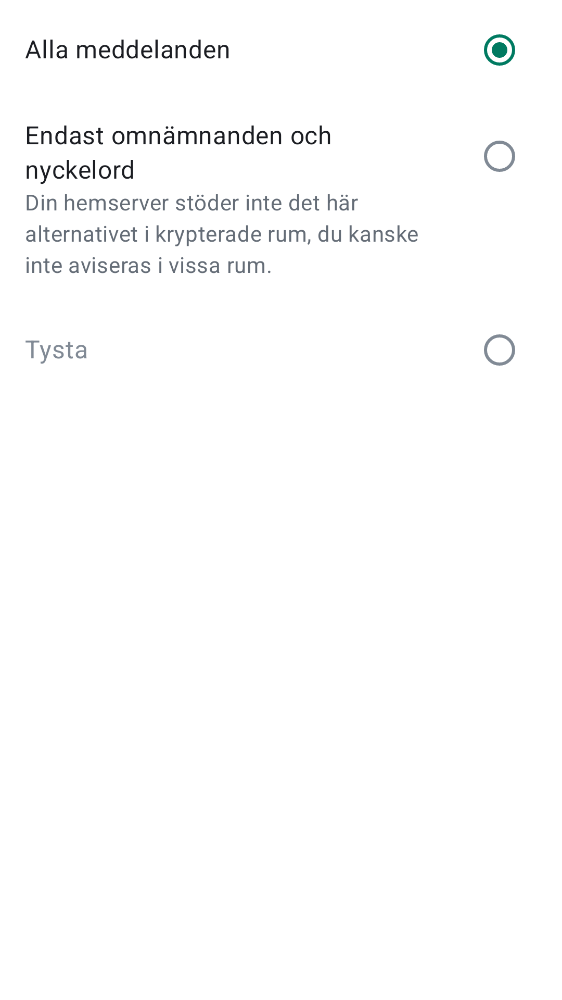 Alla meddelanden
Endast omnämnanden och
nyckelord
Din hemserver stöder inte det här
alternativet i krypterade rum, du kanske
inte aviseras i vissa rum.
Tysta